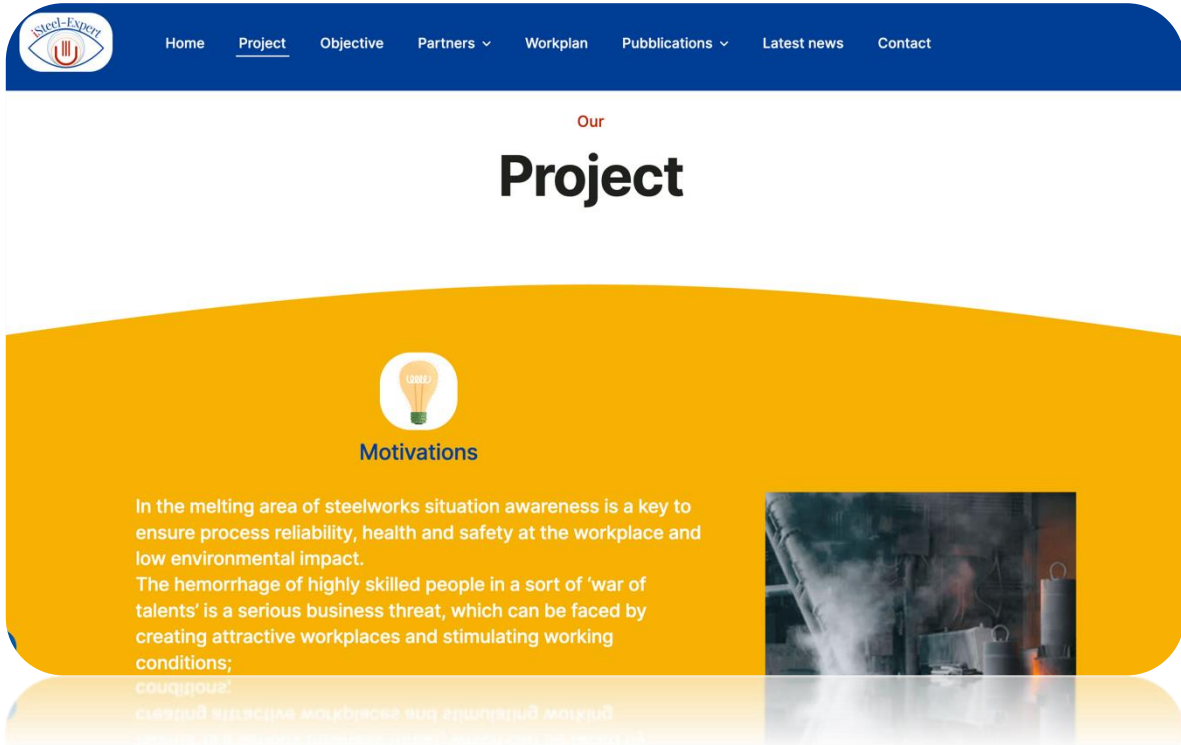 iSteel-Expert
Home Project Objective Partners Workplan Pubblications Latest news Contact
Our
Project
Motivations
In the melting area of steelworks situation awareness is a key to
ensure process reliability, health and safety at the workplace and
low environmental impact.
The hemorrhage of highly skilled people in a sort of ‘war of
talents’ is a serious business threat, which can be faced by
creating attractive workplaces and stimulating working
conditions;